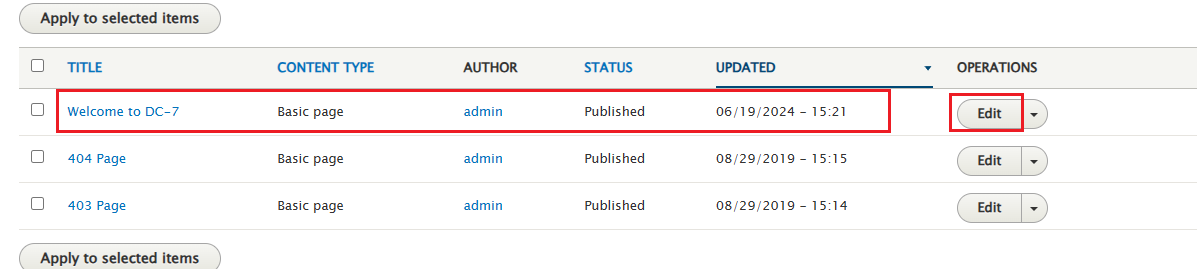 Apply to selected items
TITLE CONTENT TYPE AUTHOR STATUS UPDATED OPERATIONS
Welcome to DC-7 Basic page admin Published 06/19/2024 - 15:21 Edit
404 Page Basic page admin Published 08/29/2019 - 15:15 Edit
403 Page Basic page admin Published 08/29/2019 - 15:14 Edit
Apply to selected items